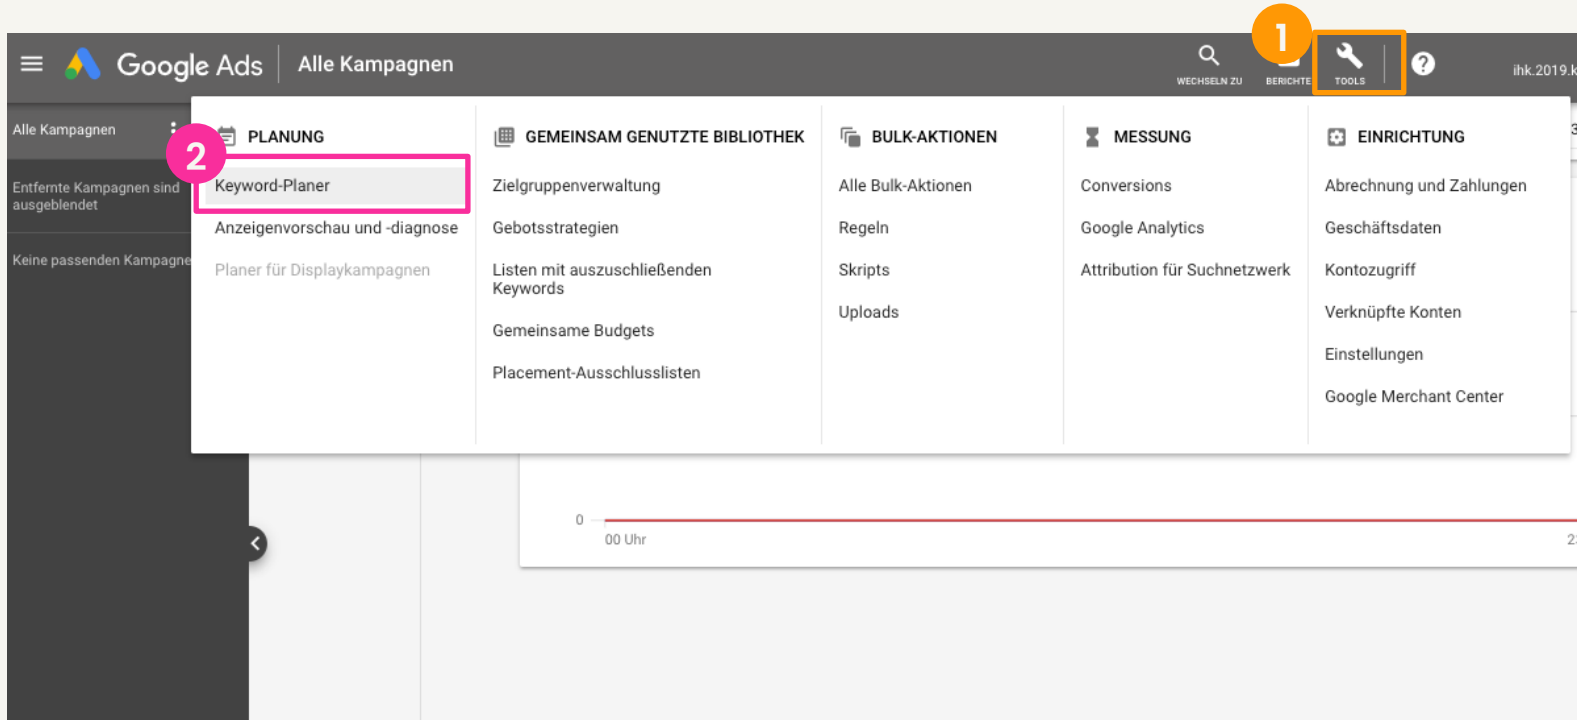 1
Google Ads
Alle Kampagnen
WECHSELN ZU
BERICHTE
TOOLS
?
ihk.2019.k
Alle Kampagnen
Entfernte Kampagnen sind
ausgeblendet
Keine passenden Kampagne
2
PLANUNG
Keyword-Planer
Anzeigenvorschau und -diagnose
Planer für Displaykampagnen
GEMEINSAM GENUTZTE BIBLIOTHEK
Zielgruppenverwaltung
Gebotsstrategien
Listen mit auszuschließenden
Keywords
Gemeinsame Budgets
Placement-Ausschlusslisten
BULK-AKTIONEN
Alle Bulk-Aktionen
Regeln
Skripts
Uploads
MESSUNG
Conversions
Google Analytics
Attribution für Suchnetzwerk
EINRICHTUNG
Abrechnung und Zahlungen
Geschäftsdaten
Kontozugriff
Verknüpfte Konten
Einstellungen
Google Merchant Center
0
00 Uhr